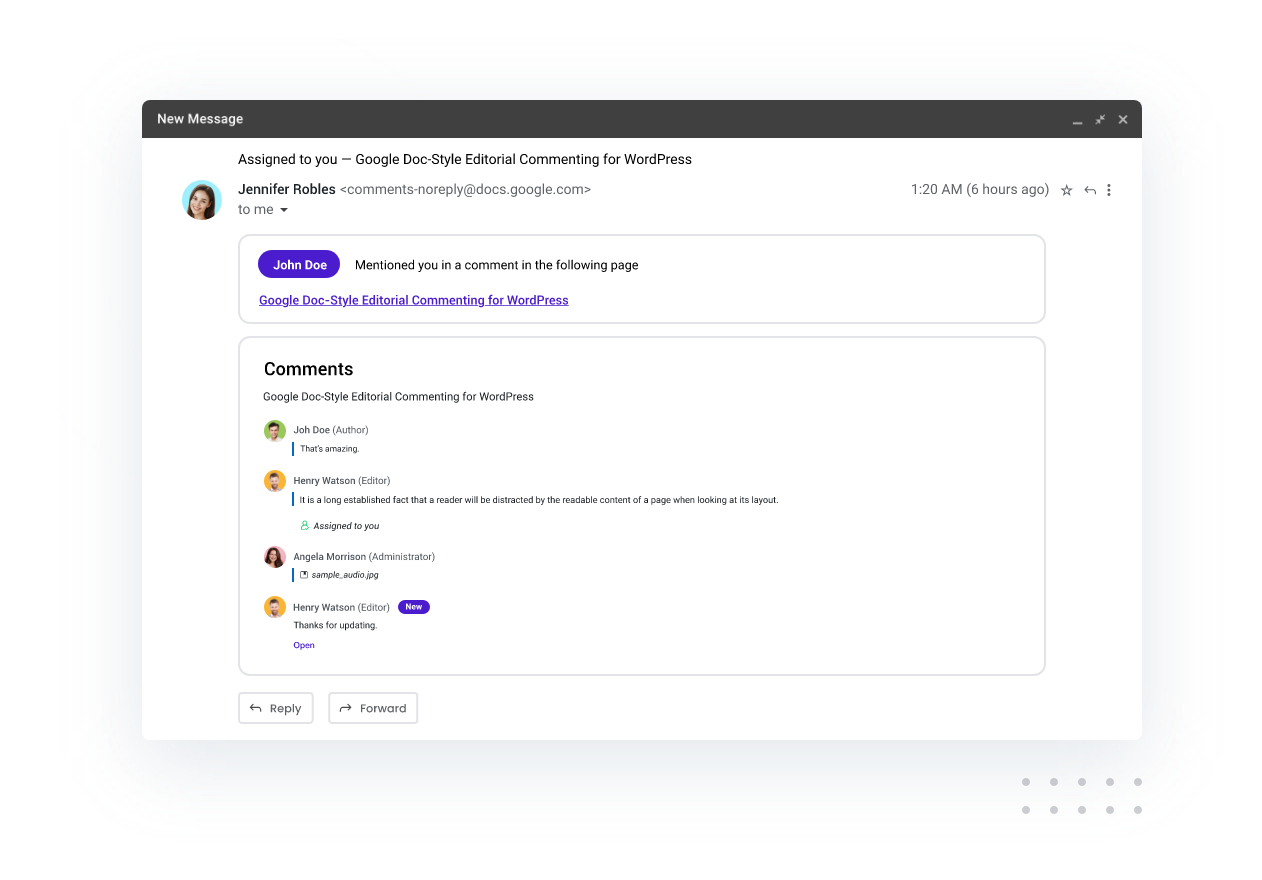 New Message
Assigned to you — Google Doc-Style Editorial Commenting for WordPress
Jennifer Robles <comments-noreply@docs.google.com> 1:20 AM (6 hours ago)
to me
John Doe Mentioned you in a comment in the following page
Google Doc-Style Editorial Commenting for WordPress
Comments
Google Doc-Style Editorial Commenting for WordPress
Joh Doe (Author)
That's amazing.
Henry Watson (Editor)
It is a long established fact that a reader will be distracted by the readable content of a page when looking at its layout.
Assigned to you
Angela Morrison (Administrator)
sample_audio.jpg
Henry Watson (Editor) New
Thanks for updating.
Open
Reply Forward